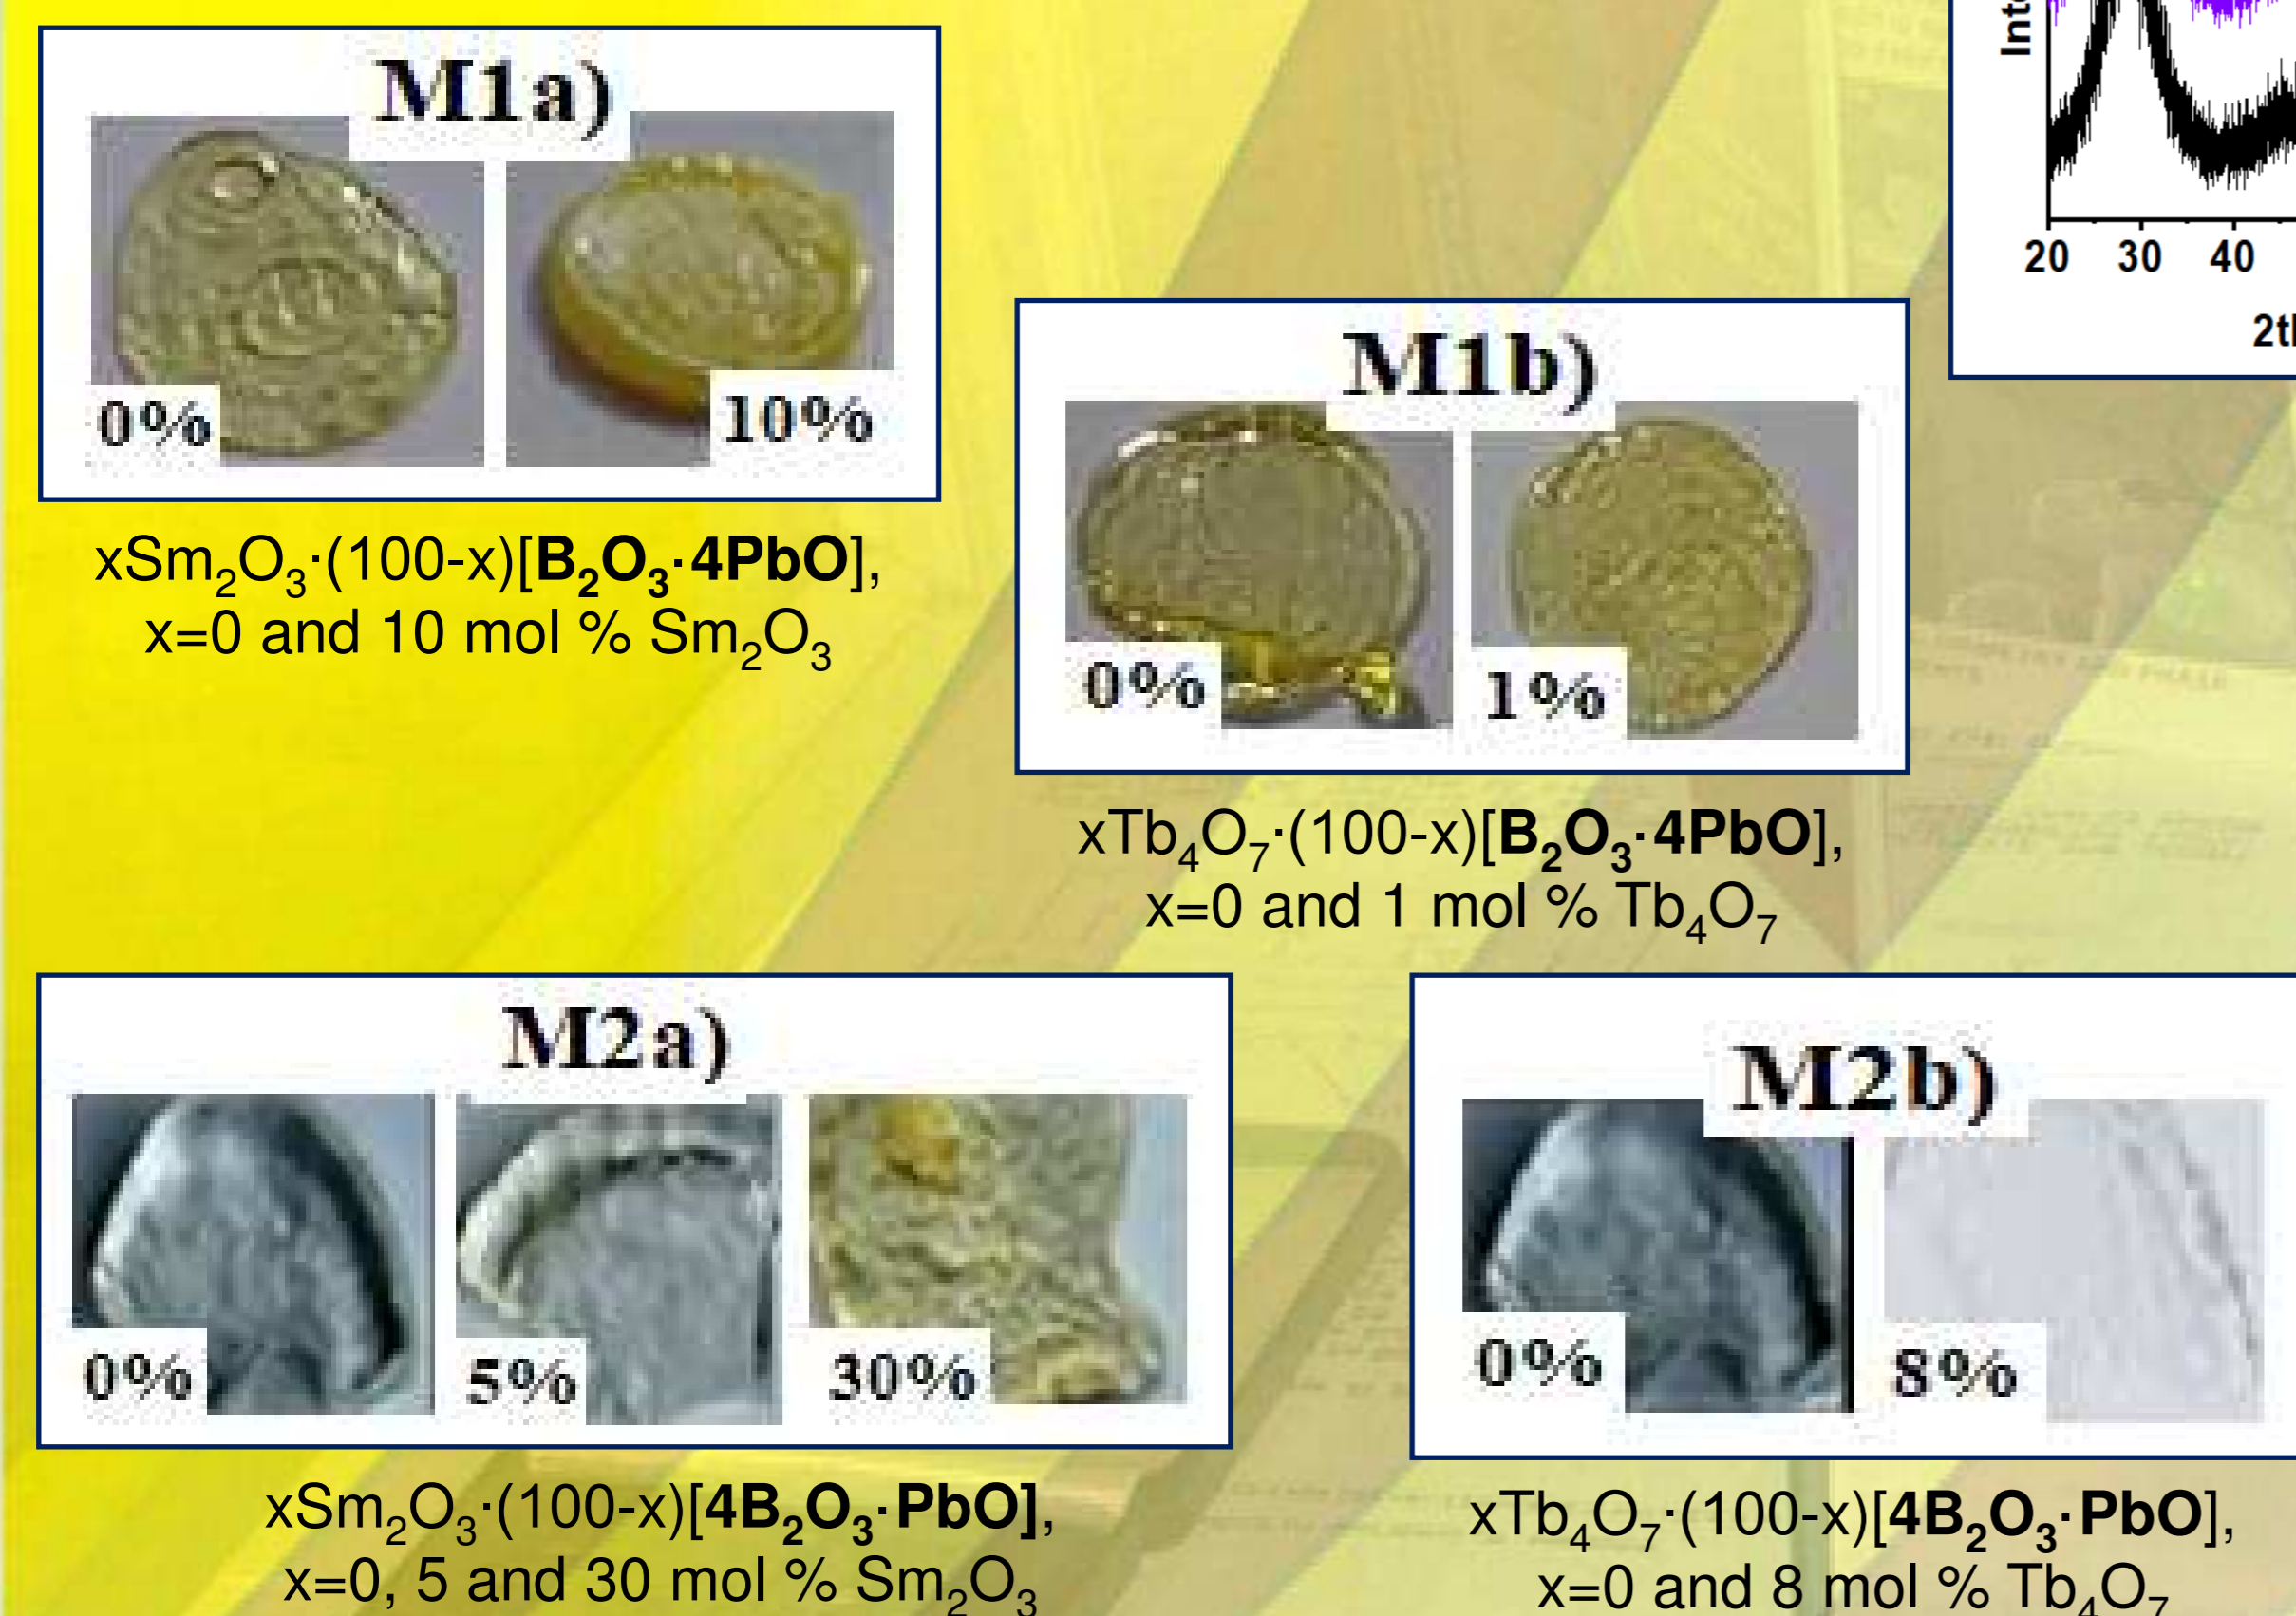 M1a)
0%
10%
xSm₂O₃·(100-x)[B₂O₃·4PbO],
x=0 and 10 mol % Sm₂O₃
20 30 40
M1b)
0%
1%
xTb₄O₇·(100-x)[B₂O₃·4PbO],
x=0 and 1 mol % Tb₄O₇
M2a)
0%
5%
30%
xSm₂O₃·(100-x)[4B₂O₃·PbO],
x=0, 5 and 30 mol % Sm₂O₃
M2b)
0%
8%
xTb₄O₇·(100-x)[4B₂O₃·PbO],
x=0 and 8 mol % Tb₄O₇